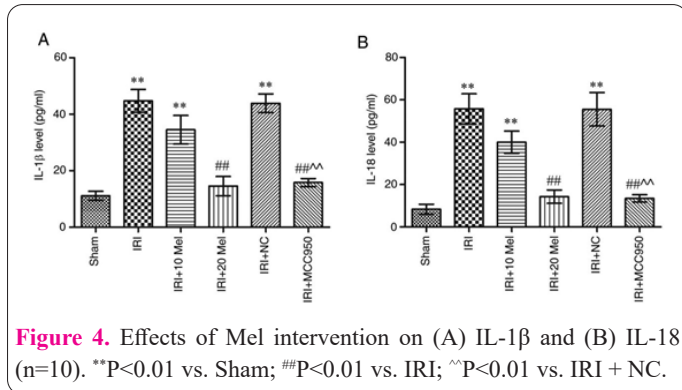 A
IL-1β level (pg/ml)
60
40
20
0
**
**
##
**
##^^
Sham
IRI
IRI+10 Mel
IRI+20 Mel
IRI+NC
IRI+MCC950
B
IL-18 level (pg/ml)
80
60
40
20
0
**
**
##
**
##^^
Sham
IRI
IRI+10 Mel
IRI+20 Mel
IRI+NC
IRI+MCC950
Figure 4. Effects of Mel intervention on (A) IL-1β and (B) IL-18
(n=10). **P<0.01 vs. Sham; ##P<0.01 vs. IRI; ^^P<0.01 vs. IRI + NC.